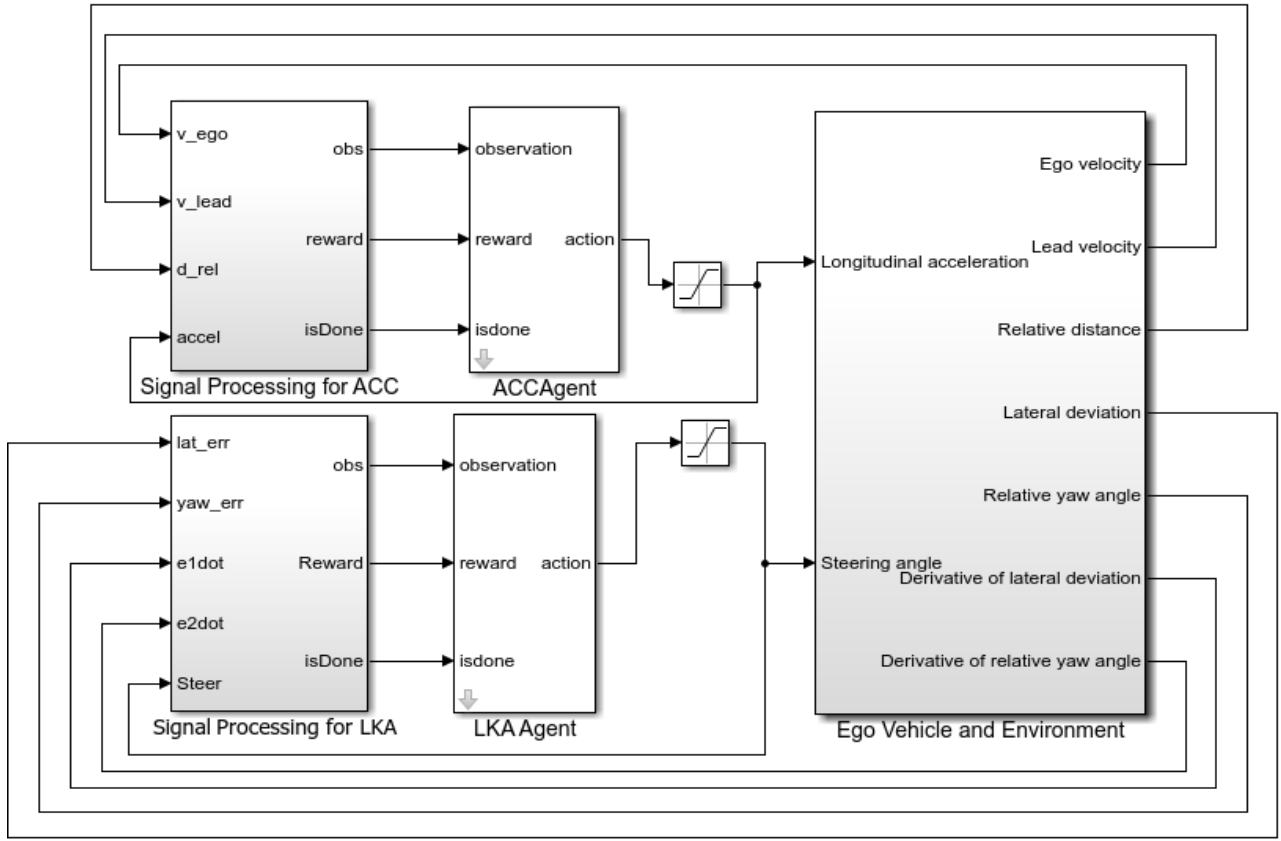 v_ego
v_lead
d_rel
accel
obs
reward
isDone
Signal Processing for ACC
observation
reward
isdone
action
ACCAgent
lat_err
yaw_err
e1dot
e2dot
Steer
obs
Reward
isDone
Signal Processing for LKA
observation
reward
isdone
action
LKA Agent
Longitudinal acceleration
Steering angle
Ego velocity
Lead velocity
Relative distance
Lateral deviation
Relative yaw angle
Derivative of lateral deviation
Derivative of relative yaw angle
Ego Vehicle and Environment